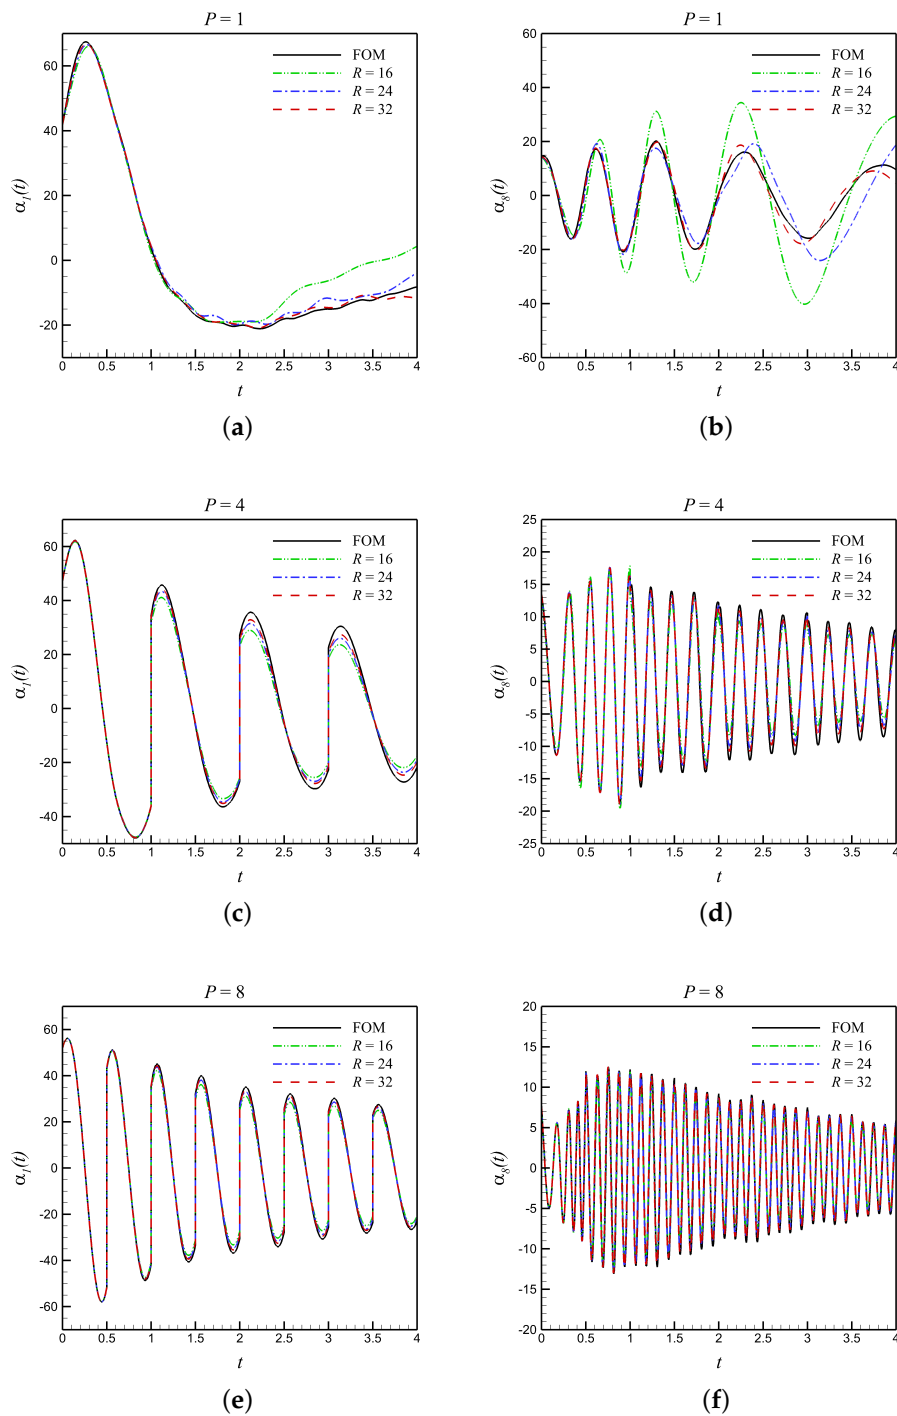 P = 1
α1(t)
60
40
20
0
-20
0 0.5 1 1.5 2 2.5 3 3.5 4
t
FOM
R = 16
R = 24
R = 32
(a)
P = 1
α8(t)
60
40
20
0
-20
-40
-60
0 0.5 1 1.5 2 2.5 3 3.5 4
t
FOM
R = 16
R = 24
R = 32
(b)
P = 4
α1(t)
60
40
20
0
-20
-40
0 0.5 1 1.5 2 2.5 3 3.5 4
t
FOM
R = 16
R = 24
R = 32
(c)
P = 4
α8(t)
25
20
15
10
5
0
-5
-10
-15
-20
-25
0 0.5 1 1.5 2 2.5 3 3.5 4
t
FOM
R = 16
R = 24
R = 32
(d)
P = 8
α1(t)
60
40
20
0
-20
-40
-60
0 0.5 1 1.5 2 2.5 3 3.5 4
t
FOM
R = 16
R = 24
R = 32
(e)
P = 8
α8(t)
20
15
10
5
0
-5
-10
-15
-20
0 0.5 1 1.5 2 2.5 3 3.5 4
t
FOM
R = 16
R = 24
R = 32
(f)